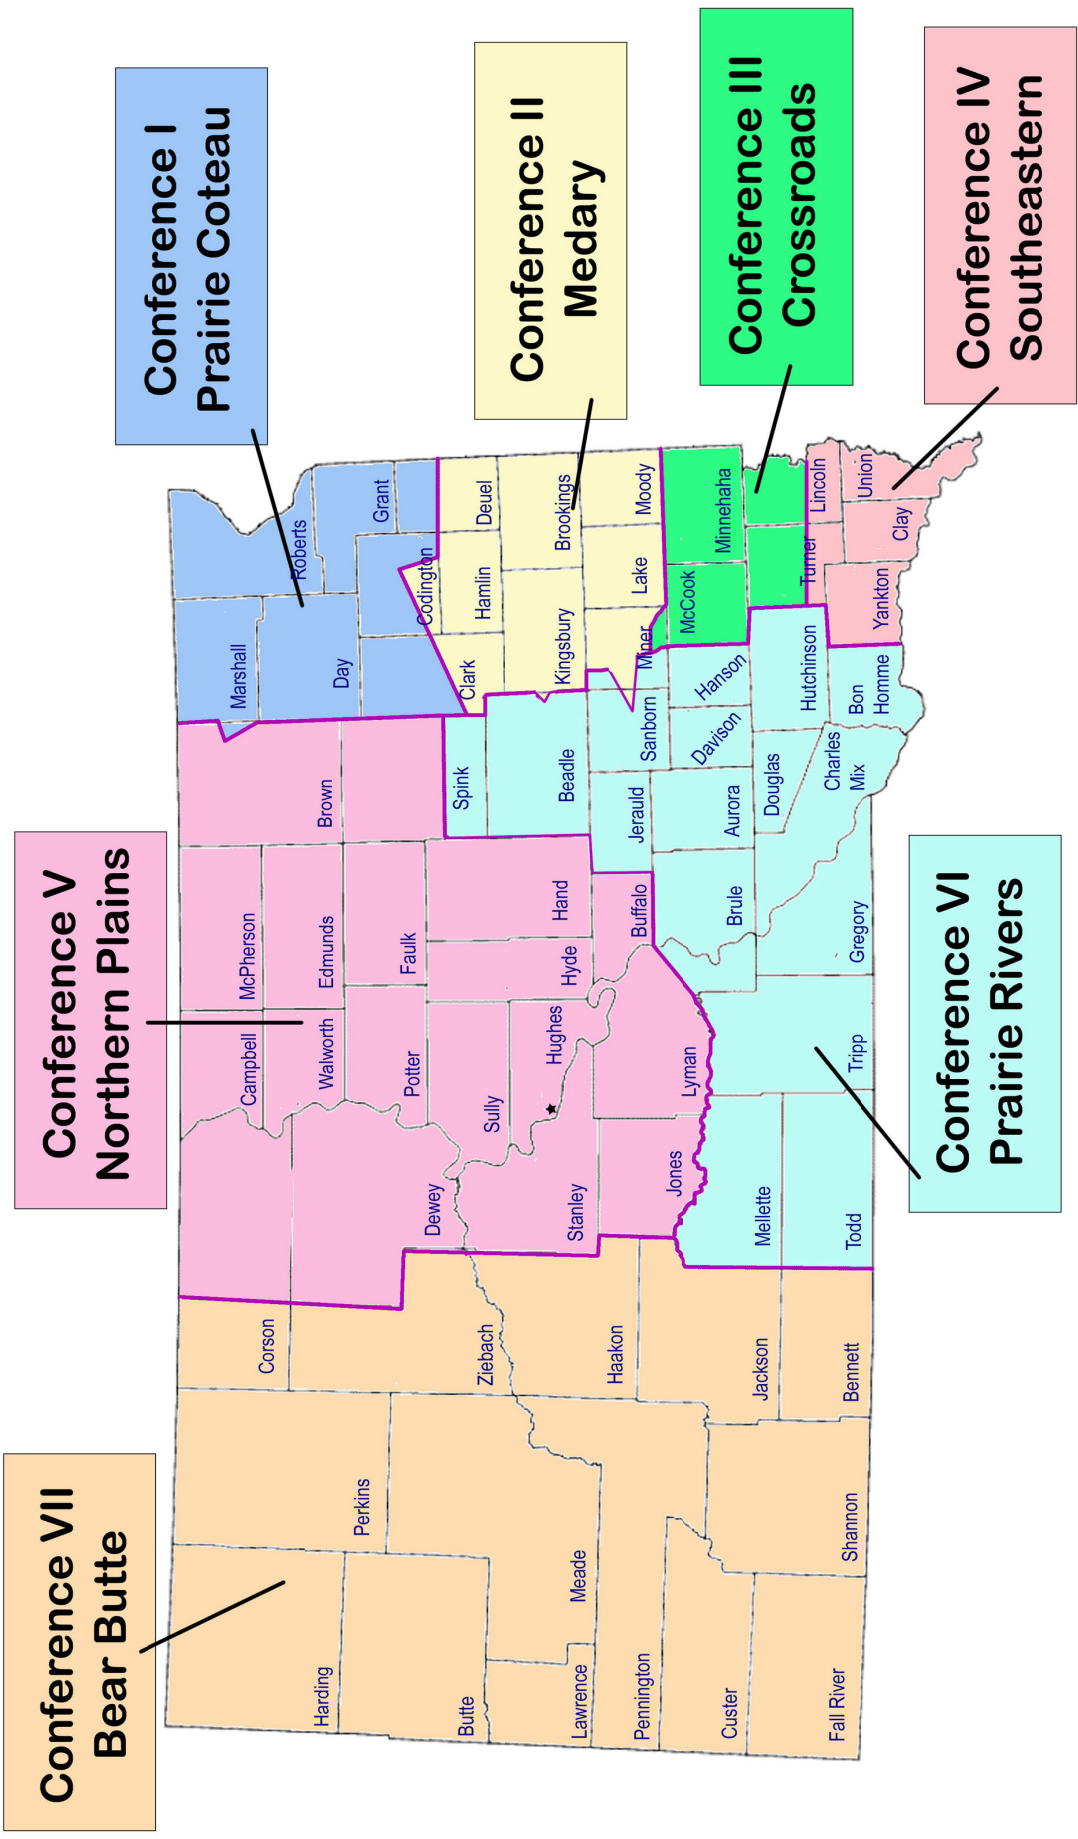 Conference VII
Bear Butte
Conference V
Northern Plains
Conference I
Prairie Coteau
Conference II
Medary
Conference III
Crossroads
Conference IV
Southeastern
Conference VI
Prairie Rivers
Harding
Perkins
Corson
Campbell
McPherson
Brown
Marshall
Roberts
Walworth
Edmunds
Day
Grant
Butte
Ziebach
Dewey
Potter
Faulk
Spink
Clark
Codington
Deuel
Hamlin
Lawrence
Meade
Haakon
Stanley
Sully
Hughes
Hyde
Hand
Beadle
Kingsbury
Brookings
Pennington
Jackson
Jones
Lyman
Buffalo
Jerauld
Sanborn
Miner
Lake
Moody
Custer
Mellette
Brule
Aurora
Davison
Hanson
McCook
Minnehaha
Fall River
Shannon
Bennett
Todd
Tripp
Gregory
Charles
Mix
Douglas
Hutchinson
Turner
Lincoln
Bon
Homme
Yankton
Clay
Union